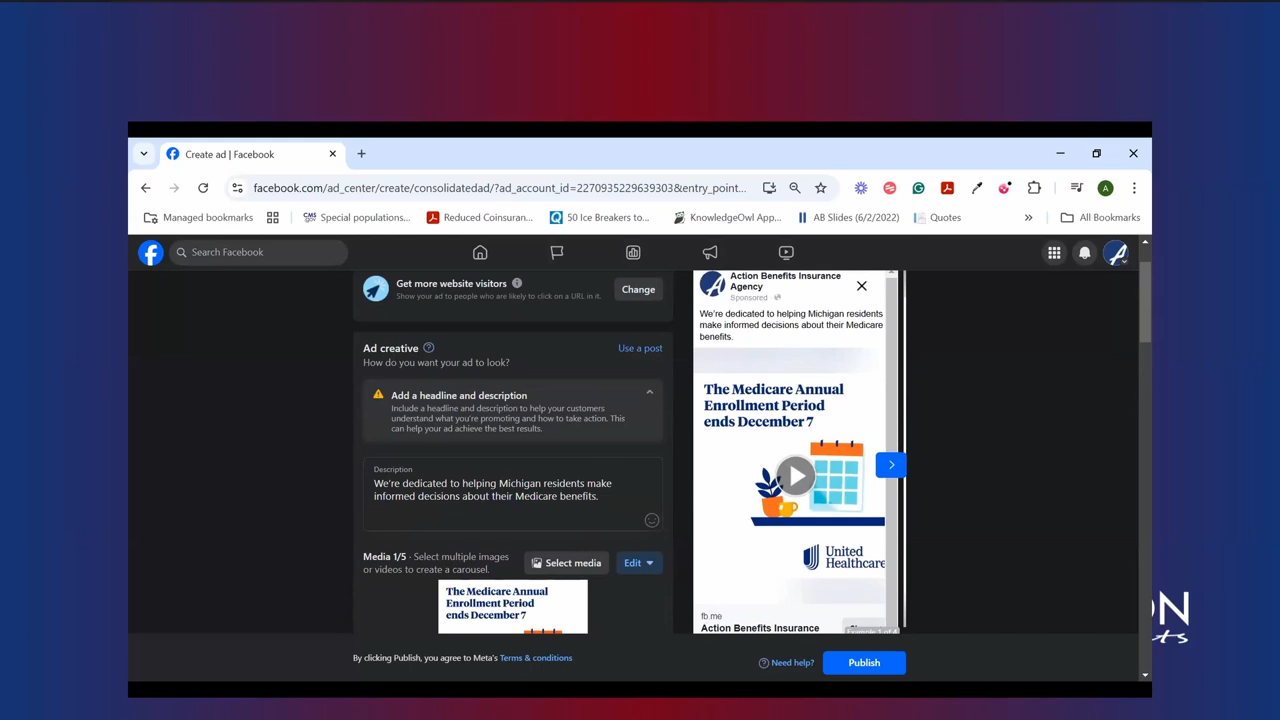 Create ad | Facebook
facebook.com/ad_center/create/consolidatedad/?ad_account_id=2270935229639303&entry_point...
A
Managed bookmarks
CMS Special populations...
Reduced Coinsuran...
50 Ice Breakers to...
KnowledgeOwl App...
AB Slides (6/2/2022)
Quotes
»
All Bookmarks
Search Facebook
Get more website visitors
Show your ad to people who are likely to click on a URL in it.
Change
Ad creative
Use a post
How do you want your ad to look?
Add a headline and description
Include a headline and description to help your customers
understand what you're promoting and how to take action. This
can help your ad achieve the best results.
Description
We're dedicated to helping Michigan residents make
informed decisions about their Medicare benefits.
Media 1/5 · Select multiple images
or videos to create a carousel.
Select media
Edit
The Medicare Annual
Enrollment Period
ends December 7
Action Benefits Insurance
Agency
Sponsored
We're dedicated to helping Michigan residents
make informed decisions about their Medicare
benefits.
The Medicare Annual
Enrollment Period
ends December 7
United
Healthcare
fb.me
Action Benefits Insurance
Example 1 of 4
By clicking Publish, you agree to Meta's Terms & conditions
Need help?
Publish
ON
ts